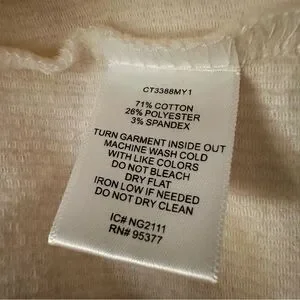 CT3388MY1
71% COTTON
26% POLYESTER
3% SPANDEX
TURN GARMENT INSIDE OUT
MACHINE WASH COLD
WITH LIKE COLORS
DO NOT BLEACH
DRY FLAT
IRON LOW IF NEEDED
DO NOT DRY CLEAN
IC# NG2111
RN# 95377